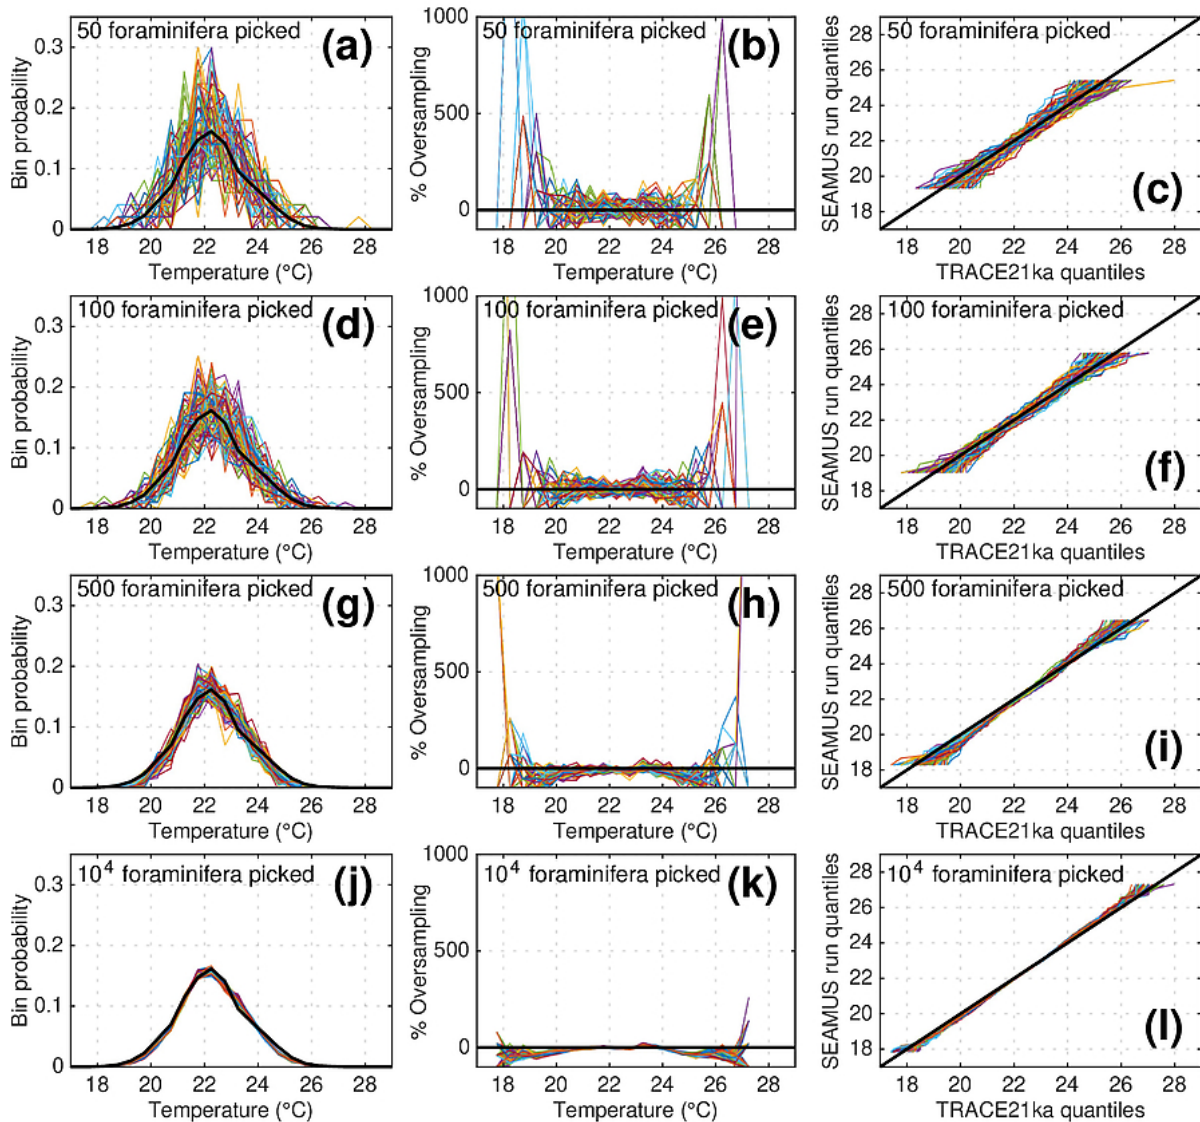 50 foraminifera picked
(a)
Bin probability
0.3
0.2
0.1
0
18 20 22 24 26 28
Temperature (°C)
50 foraminifera picked
(b)
% Oversampling
1000
500
0
18 20 22 24 26 28
Temperature (°C)
50 foraminifera picked
(c)
SEAMUS run quantiles
28
26
24
22
20
18
18 20 22 24 26 28
TRACE21ka quantiles
100 foraminifera picked
(d)
Bin probability
0.3
0.2
0.1
0
18 20 22 24 26 28
Temperature (°C)
100 foraminifera picked
(e)
% Oversampling
1000
500
0
18 20 22 24 26 28
Temperature (°C)
100 foraminifera picked
(f)
SEAMUS run quantiles
28
26
24
22
20
18
18 20 22 24 26 28
TRACE21ka quantiles
500 foraminifera picked
(g)
Bin probability
0.3
0.2
0.1
0
18 20 22 24 26 28
Temperature (°C)
500 foraminifera picked
(h)
% Oversampling
1000
500
0
18 20 22 24 26 28
Temperature (°C)
500 foraminifera picked
(i)
SEAMUS run quantiles
28
26
24
22
20
18
18 20 22 24 26 28
TRACE21ka quantiles
10⁴ foraminifera picked
(j)
Bin probability
0.3
0.2
0.1
0
18 20 22 24 26 28
Temperature (°C)
10⁴ foraminifera picked
(k)
% Oversampling
1000
500
0
18 20 22 24 26 28
Temperature (°C)
10⁴ foraminifera picked
(l)
SEAMUS run quantiles
28
26
24
22
20
18
18 20 22 24 26 28
TRACE21ka quantiles